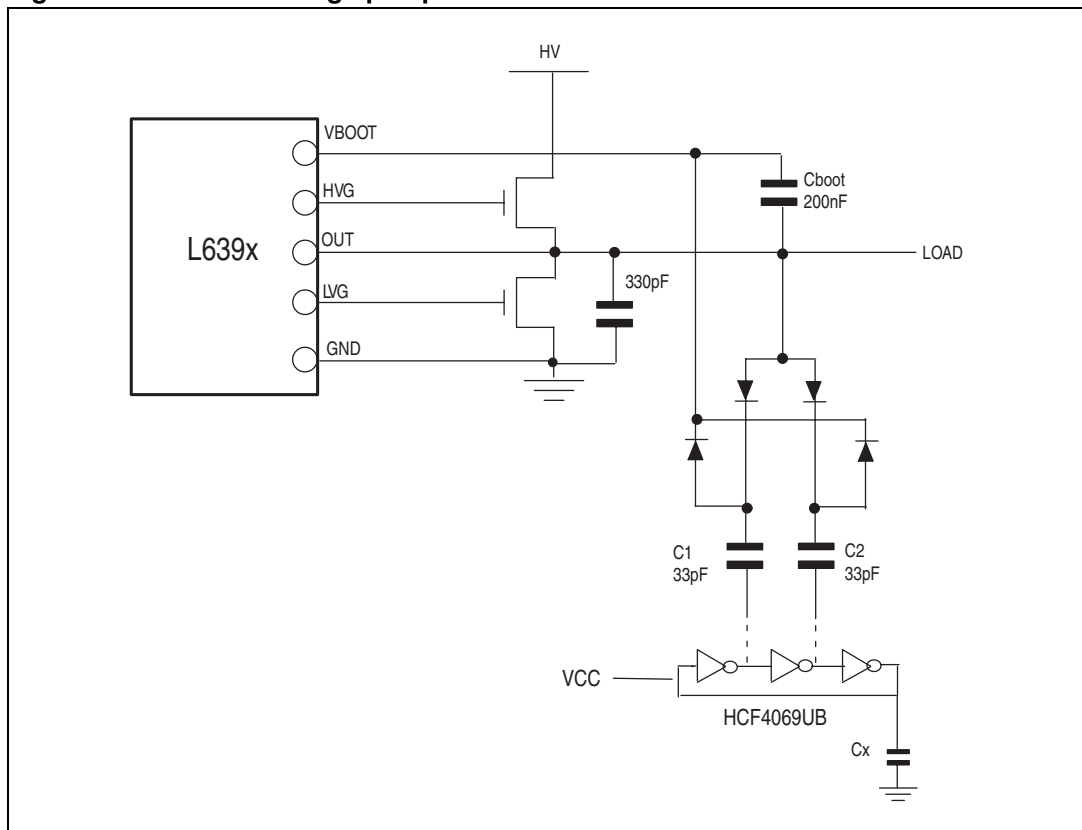 HV
VBOOT
HVG
OUT
LVG
GND
L639x
Cboot
200nF
LOAD
330pF
C1
33pF
C2
33pF
VCC
HCF4069UB
Cx